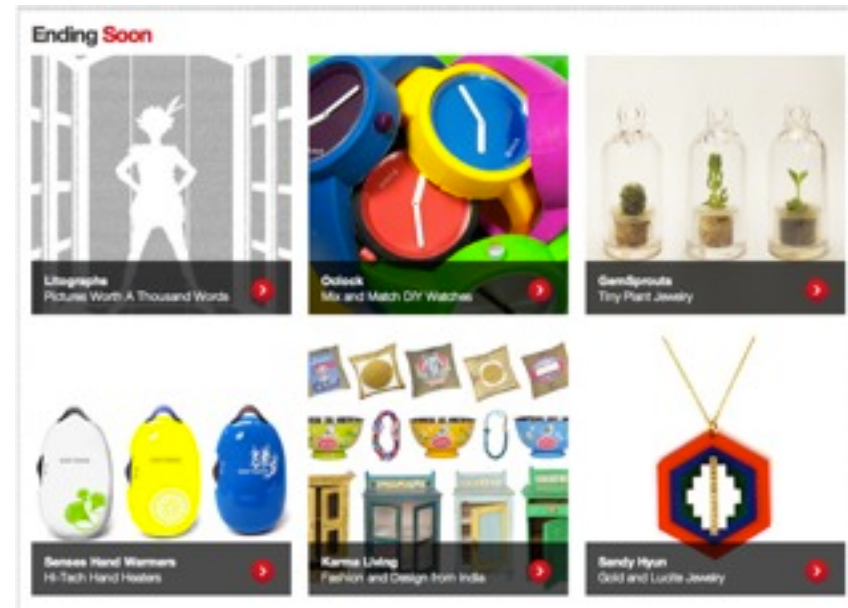 Ending Soon
Litographs
Pictures Worth A Thousand Words
Oclock
Mix and Match DIY Watches
GemSprouts
Tiny Plant Jewelry
Senses Hand Warmers
Hi-Tech Hand Heaters
Karma Living
Fashion and Design from India
Sandy Hyun
Gold and Lucite Jewelry